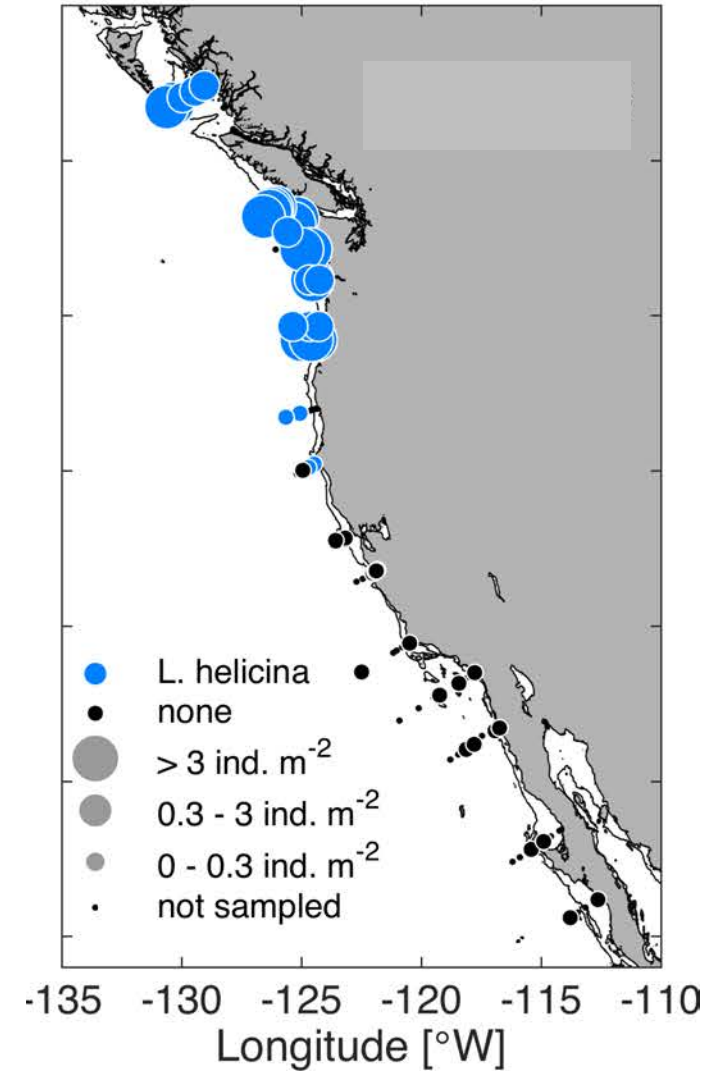 L. helicina
none
> 3 ind. m-2
0.3 - 3 ind. m-2
0 - 0.3 ind. m-2
not sampled
-135 -130 -125 -120 -115 -110
Longitude [°W]